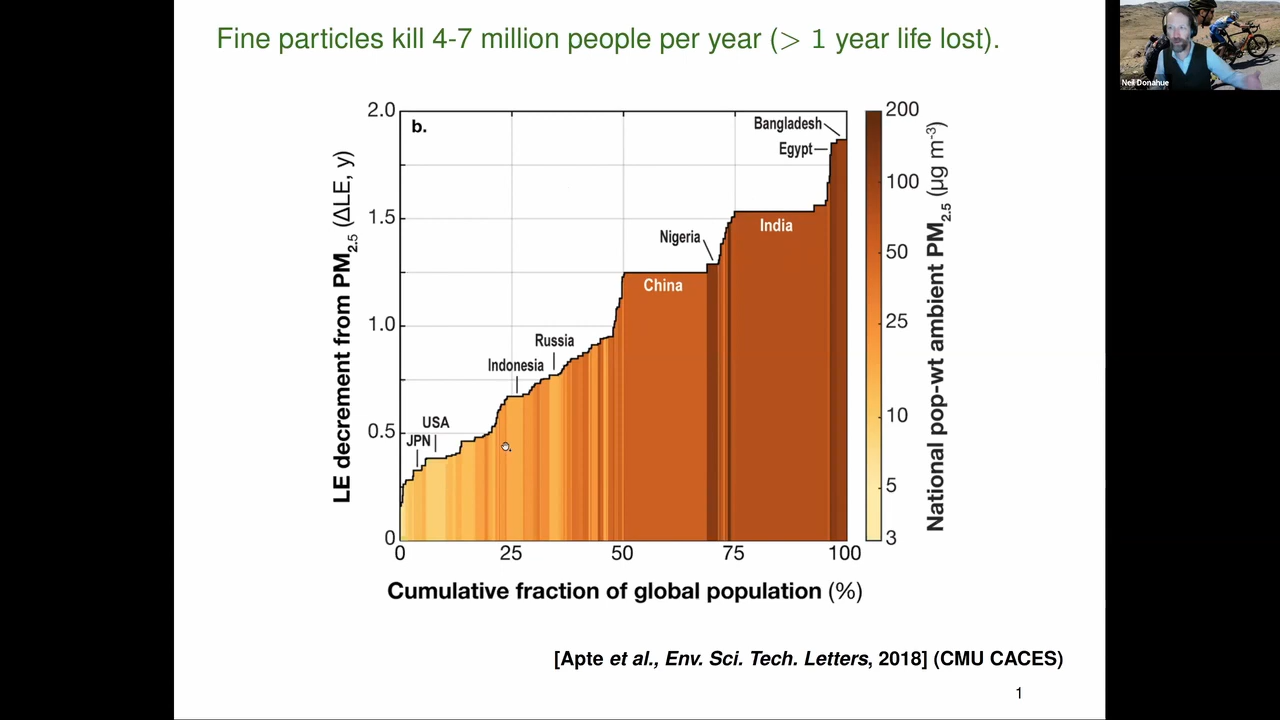 Fine particles kill 4-7 million people per year (> 1 year life lost).
Neil Donahue
b.
LE decrement from PM2.5 (ΔLE, y)
2.0
1.5
1.0
0.5
0
JPN
USA
Indonesia
Russia
China
Nigeria
India
Egypt
Bangladesh
0 25 50 75 100
Cumulative fraction of global population (%)
200
100
50
25
10
5
3
National pop-wt ambient PM2.5 (µg m-3)
[Apte et al., Env. Sci. Tech. Letters, 2018] (CMU CACES)
1